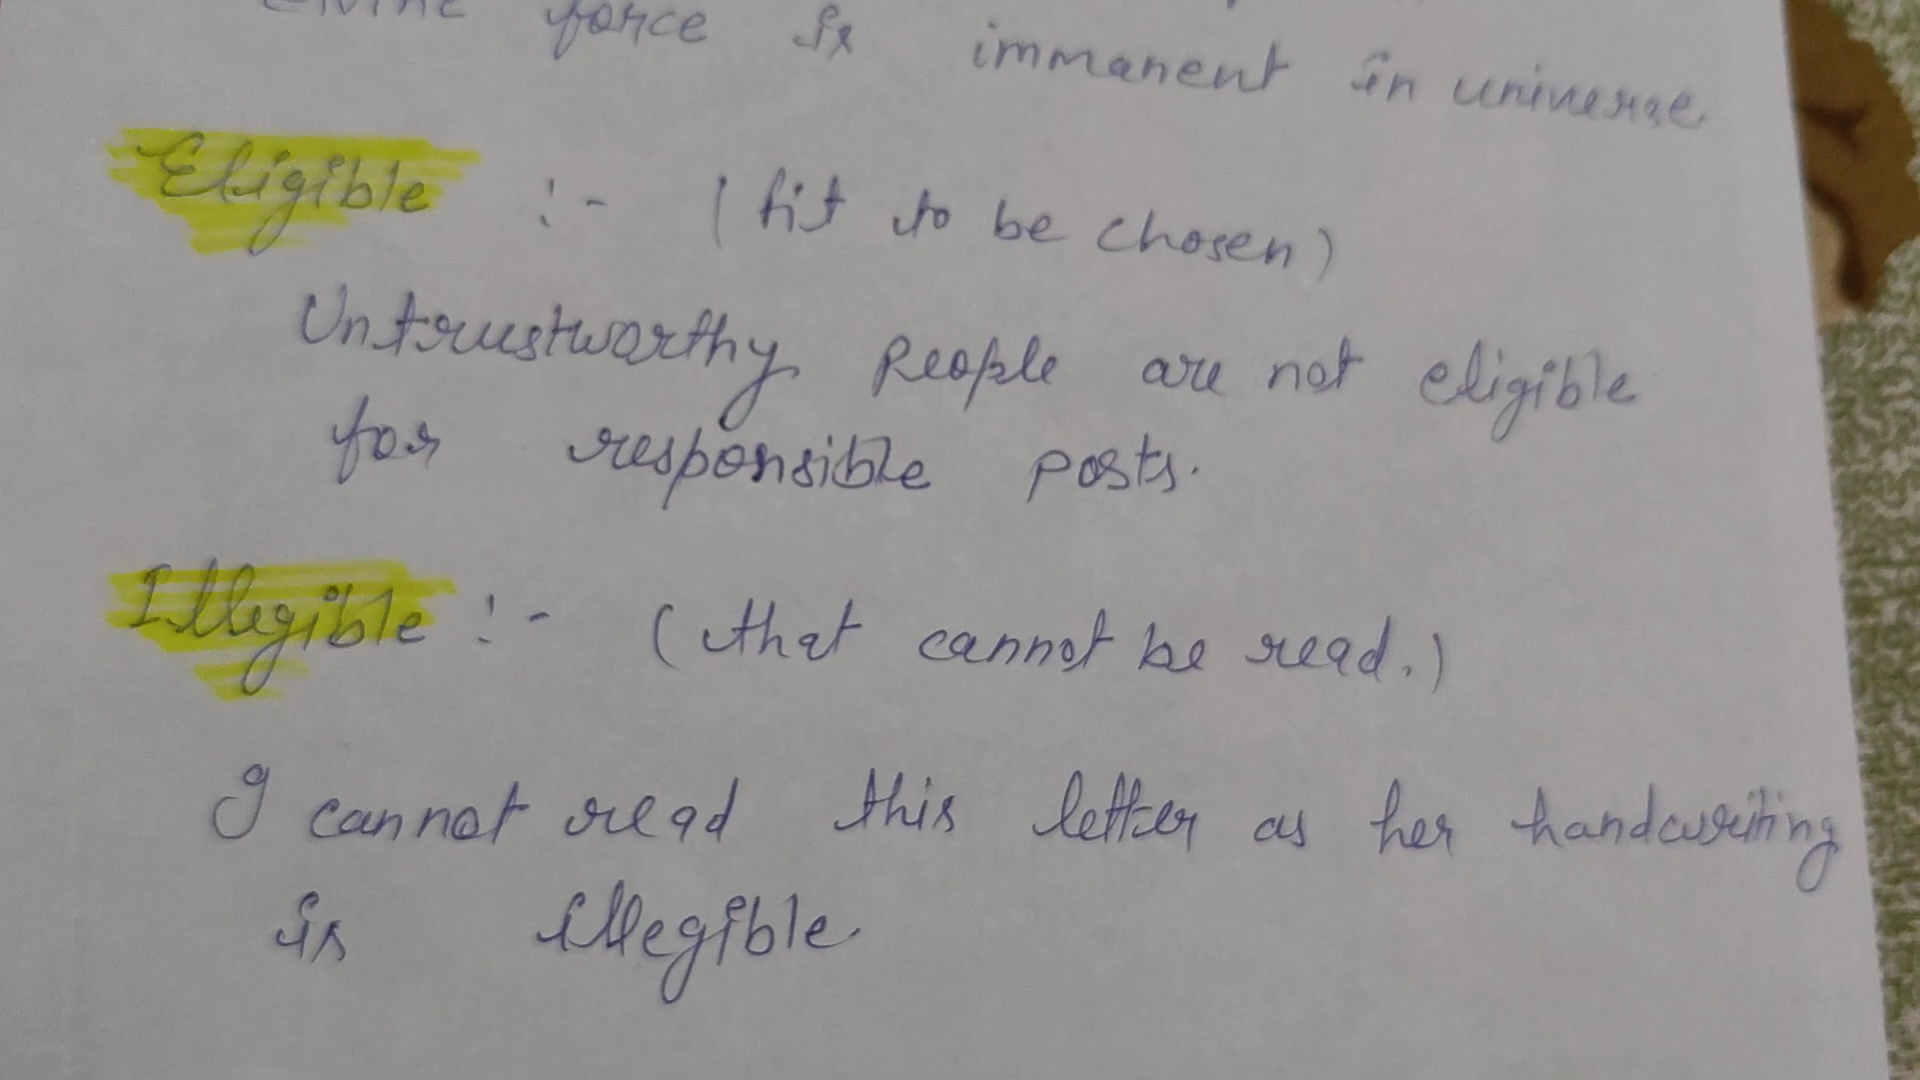 force is immanent in universe
Eligible :- (fit to be chosen)
Untrustworthy People are not eligible
for responsible posts.
Illegible :- (that cannot be read.)
I cannot read this letter as her handwriting
is illegible